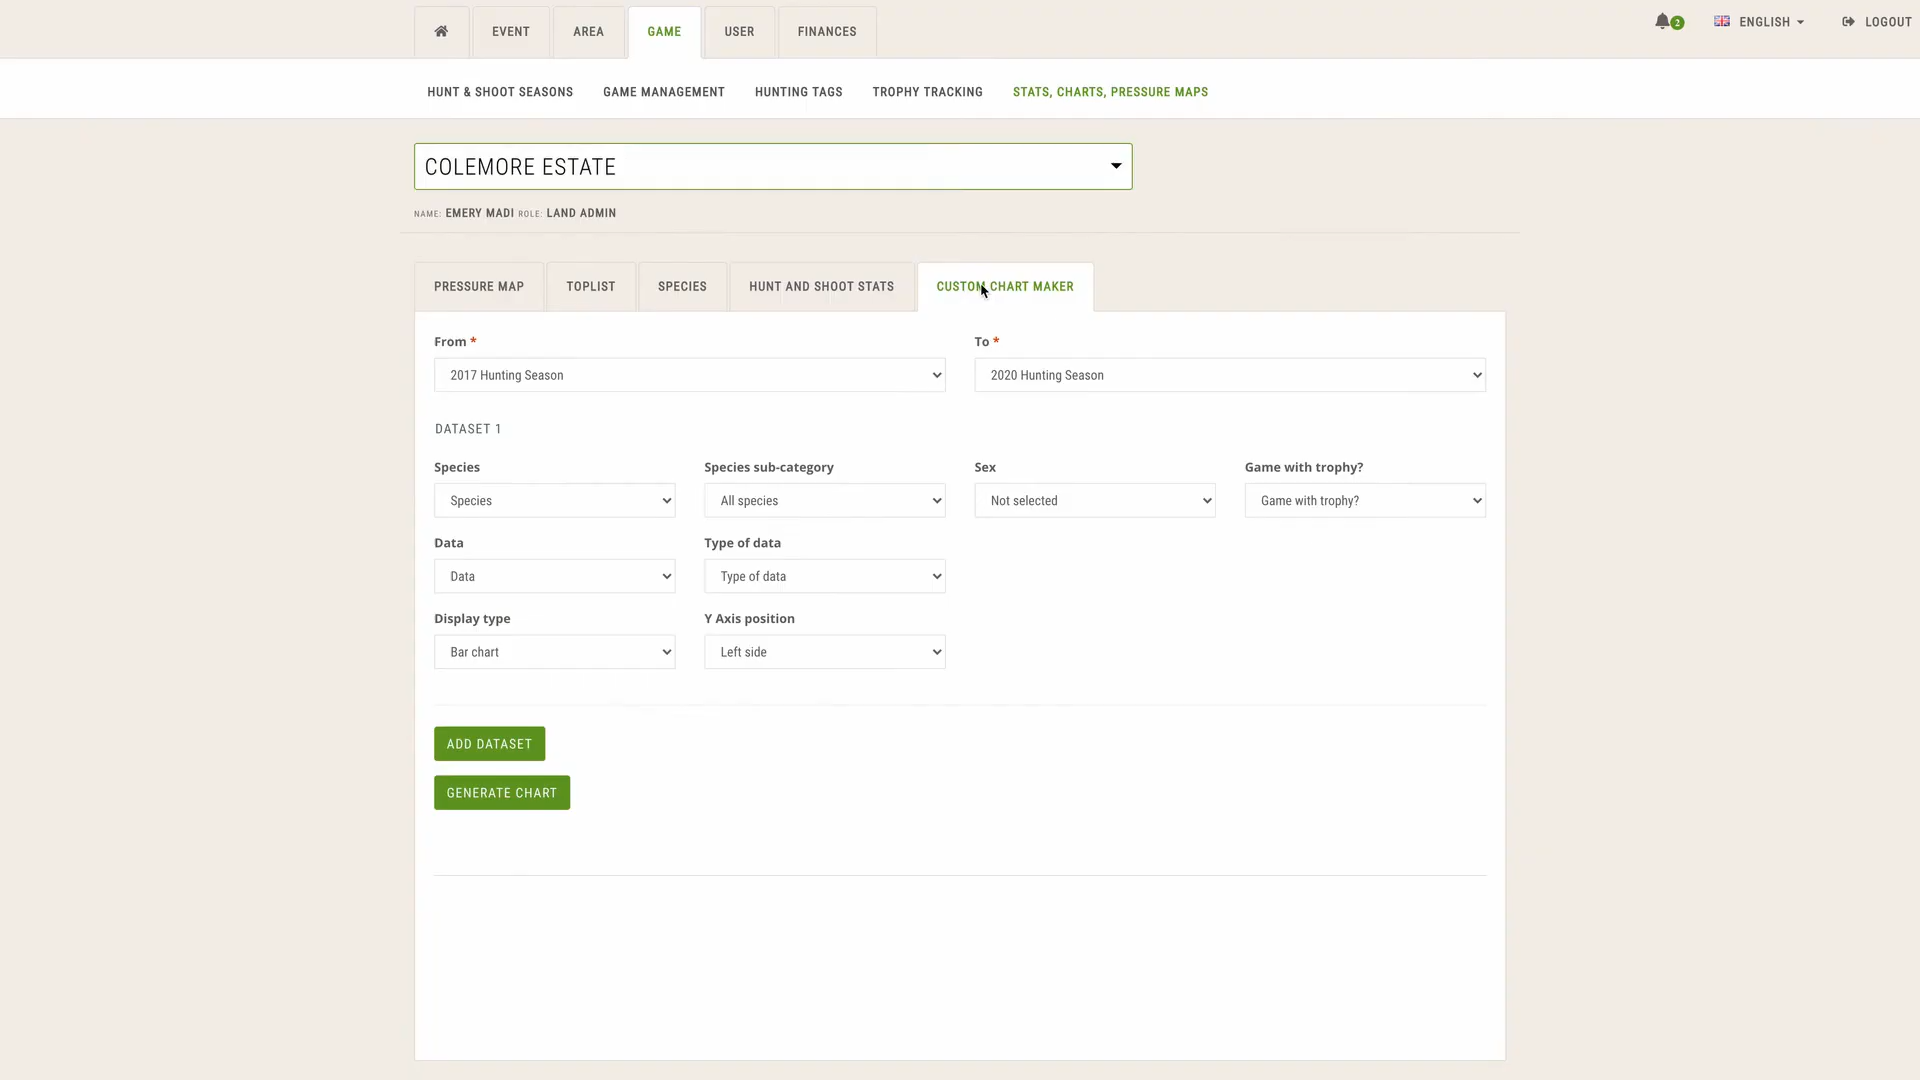 EVENT AREA GAME USER FINANCES 2 ENGLISH LOGOUT
HUNT & SHOOT SEASONS GAME MANAGEMENT HUNTING TAGS TROPHY TRACKING STATS, CHARTS, PRESSURE MAPS
COLEMORE ESTATE
NAME: EMERY MADI ROLE: LAND ADMIN
PRESSURE MAP TOPLIST SPECIES HUNT AND SHOOT STATS CUSTOM CHART MAKER
From * To *
2017 Hunting Season 2020 Hunting Season
DATASET 1
Species Species sub-category Sex Game with trophy?
Species All species Not selected Game with trophy?
Data Type of data
Data Type of data
Display type Y Axis position
Bar chart Left side
ADD DATASET
GENERATE CHART